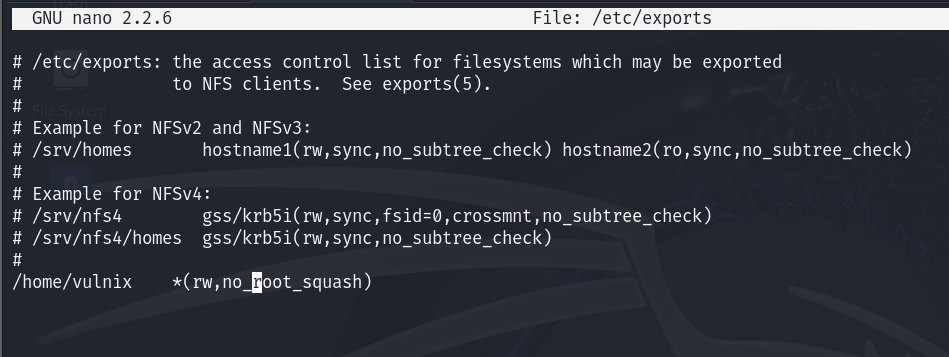 GNU nano 2.2.6 File: /etc/exports
# /etc/exports: the access control list for filesystems which may be exported
# to NFS clients. See exports(5).
#
# Example for NFSv2 and NFSv3:
# /srv/homes hostname1(rw,sync,no_subtree_check) hostname2(ro,sync,no_subtree_check)
#
# Example for NFSv4:
# /srv/nfs4 gss/krb5i(rw,sync,fsid=0,crossmnt,no_subtree_check)
# /srv/nfs4/homes gss/krb5i(rw,sync,no_subtree_check)
#
/home/vulnix *(rw,no_root_squash)
File System